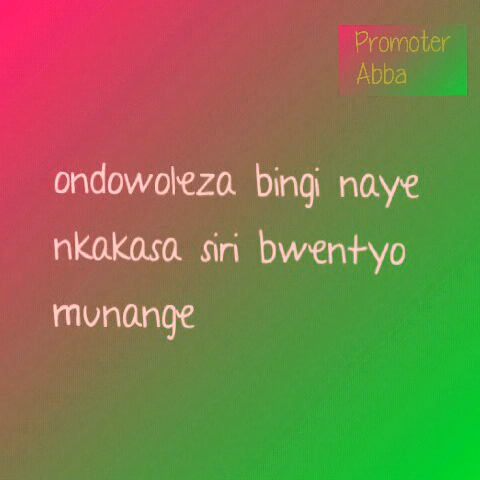 Promoter
Abba
ondowoleza bingi naye
nkakasa siri bwentyo
munange